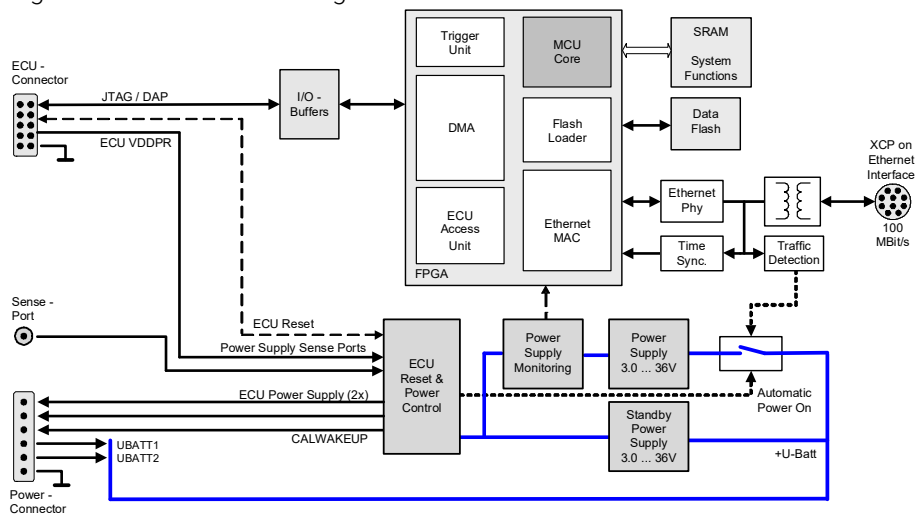 ECU -
Connector
JTAG / DAP
ECU VDDPR
I/O -
Buffers
Trigger
Unit
DMA
ECU
Access
Unit
FPGA
MCU
Core
Flash
Loader
Ethernet
MAC
SRAM
System
Functions
Data
Flash
Ethernet
Phy
Time
Sync.
Traffic
Detection
XCP on
Ethernet
Interface
100
MBit/s
Sense -
Port
ECU Reset
Power Supply Sense Ports
ECU Power Supply (2x)
CALWAKEUP
ECU
Reset &
Power
Control
Power
Supply
Monitoring
Power
Supply
3.0 ... 36V
Standby
Power
Supply
3.0 ... 36V
Automatic
Power On
+U-Batt
UBATT1
UBATT2
Power -
Connector